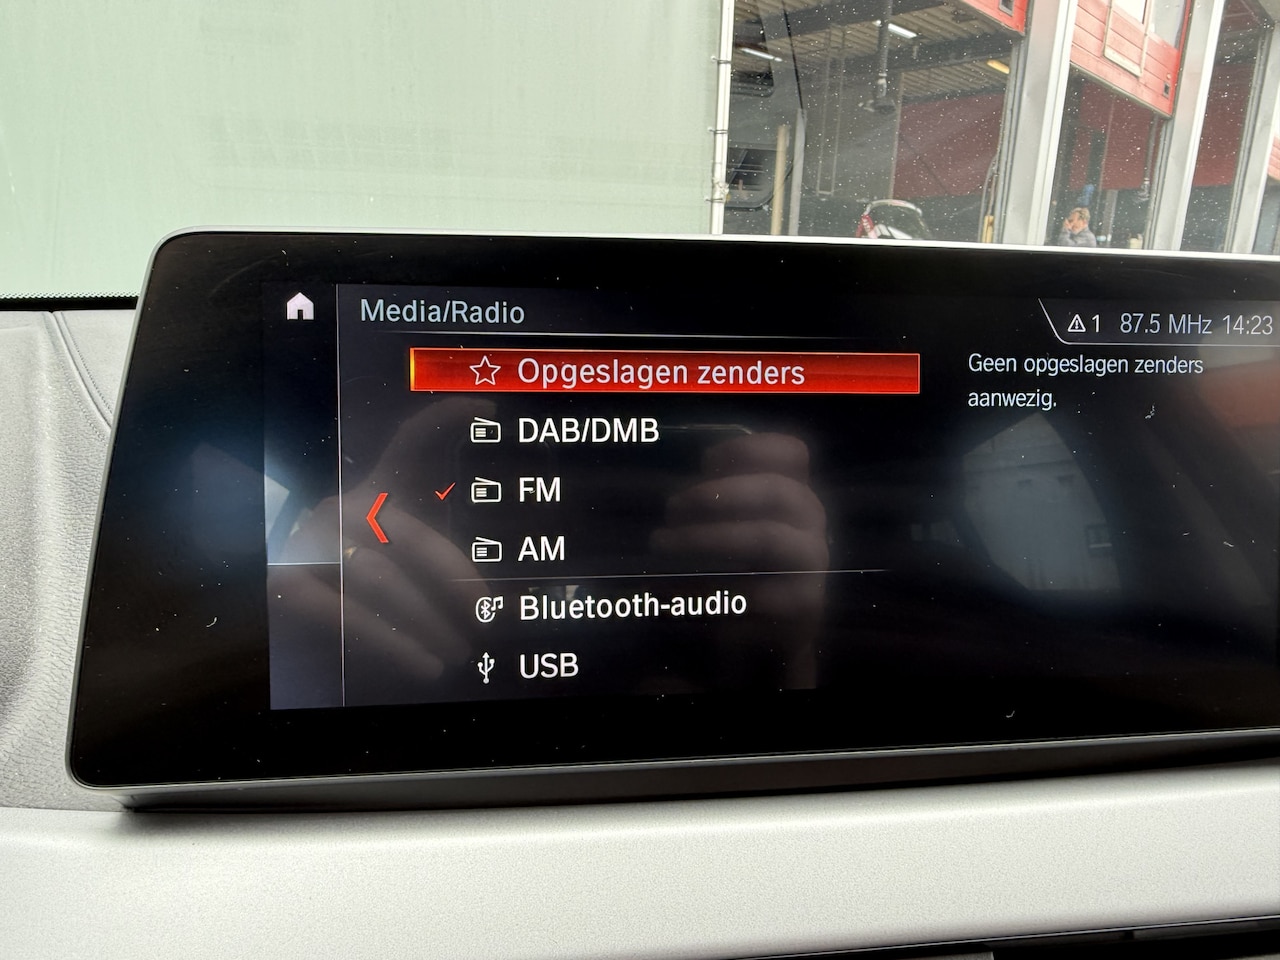 Media/Radio
1 87.5 MHz 14:23
Opgeslagen zenders
DAB/DMB
FM
AM
Bluetooth-audio
USB
Geen opgeslagen zenders
aanwezig.